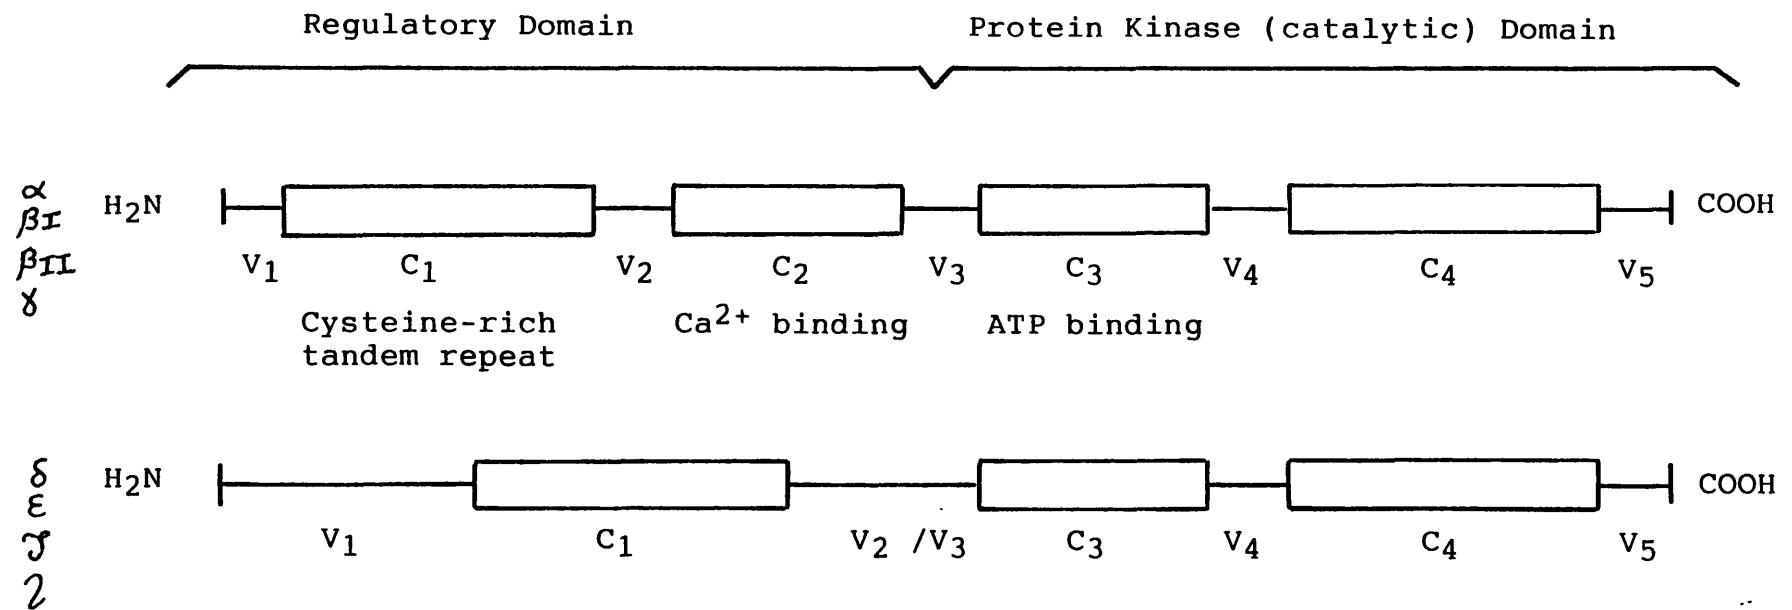 Regulatory Domain Protein Kinase (catalytic) Domain
α
βI
βII
γ
H₂N COOH
V₁ C₁ V₂ C₂ V₃ C₃ V₄ C₄ V₅
Cysteine-rich tandem repeat
Ca²⁺ binding
ATP binding
δ
ε
H₂N COOH
V₁ C₁ V₂ /V₃ C₃ V₄ C₄ V₅